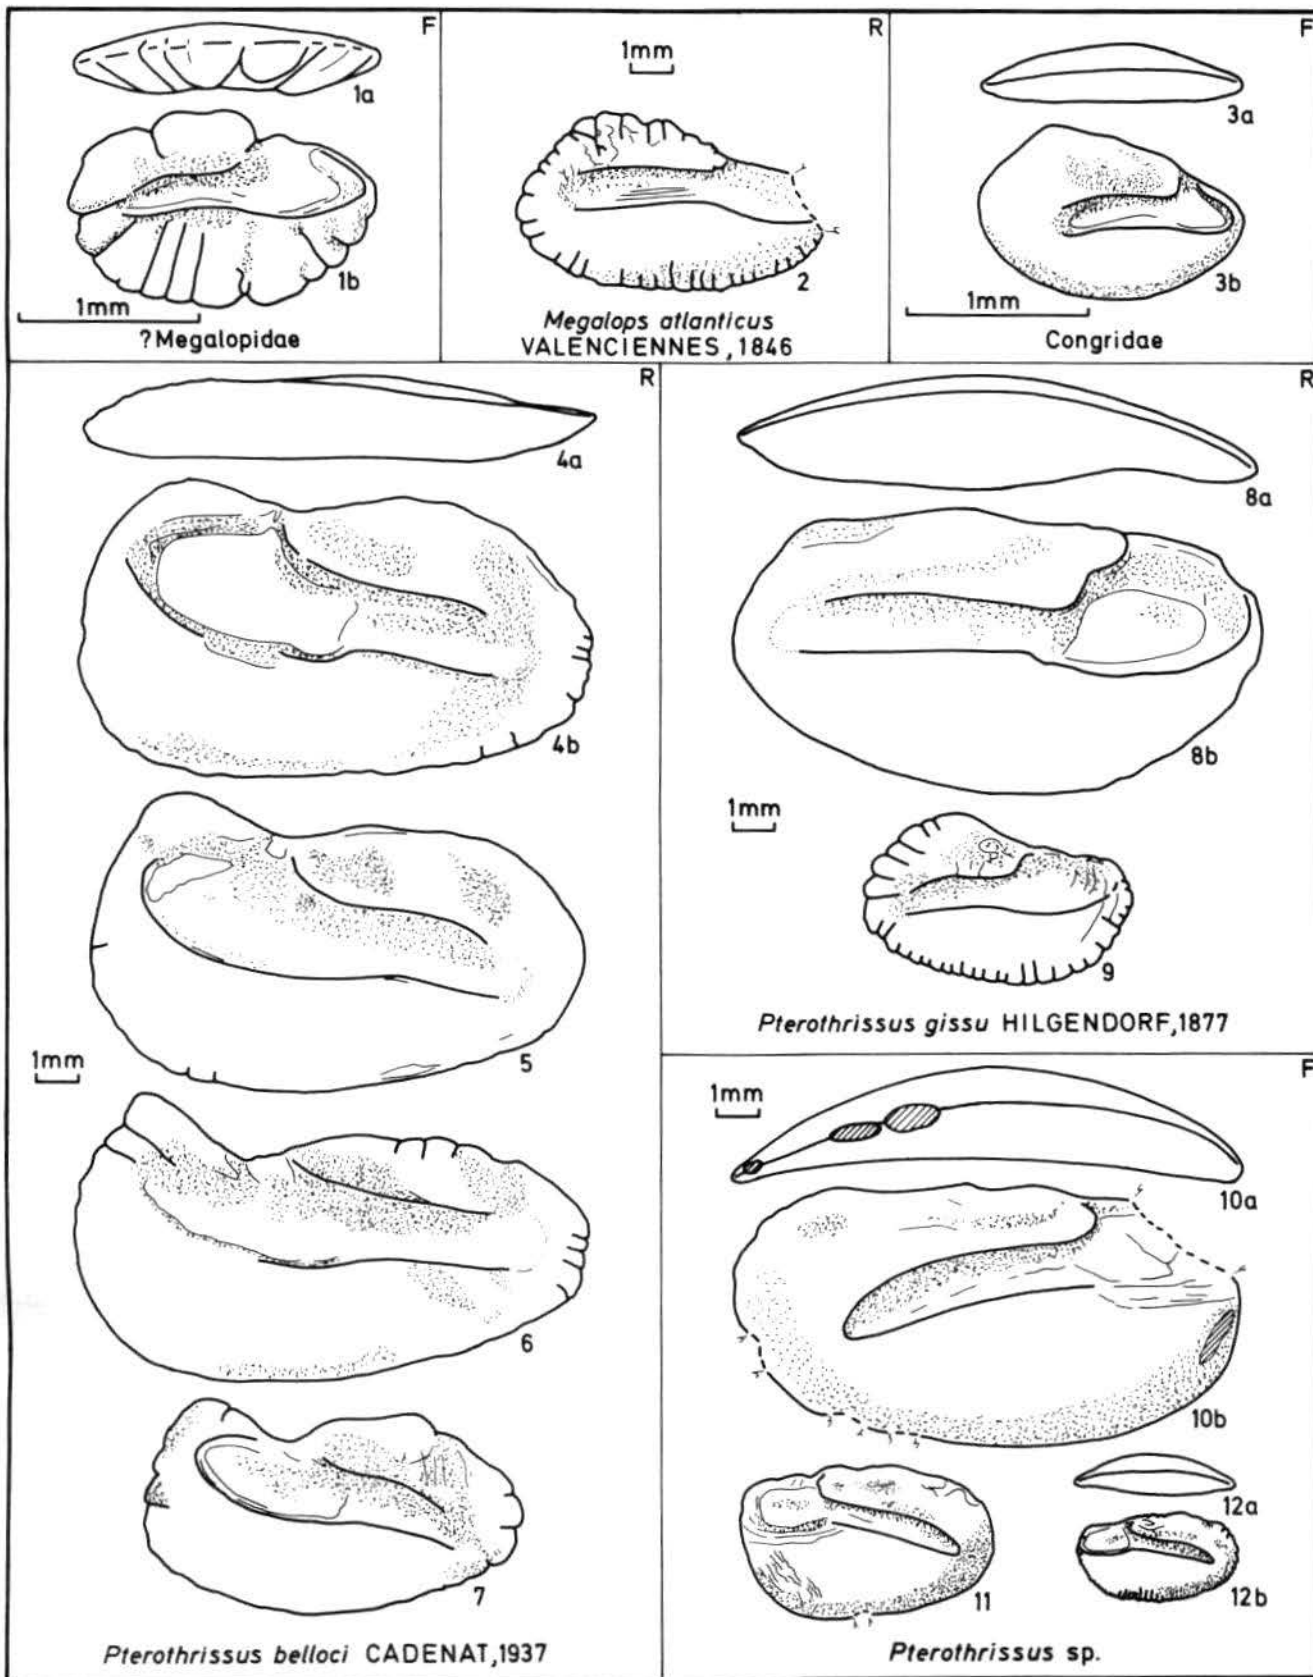 F
1a
1b
1mm
?Megalopidae
R
1mm
2
Megalops atlanticus
VALENCIENNES, 1846
F
3a
3b
1mm
Congridae
R
4a
4b
5
1mm
6
7
Pterothrissus belloci CADENAT, 1937
R
8a
8b
1mm
9
Pterothrissus gissu HILGENDORF, 1877
F
1mm
10a
10b
11
12a
12b
Pterothrissus sp.